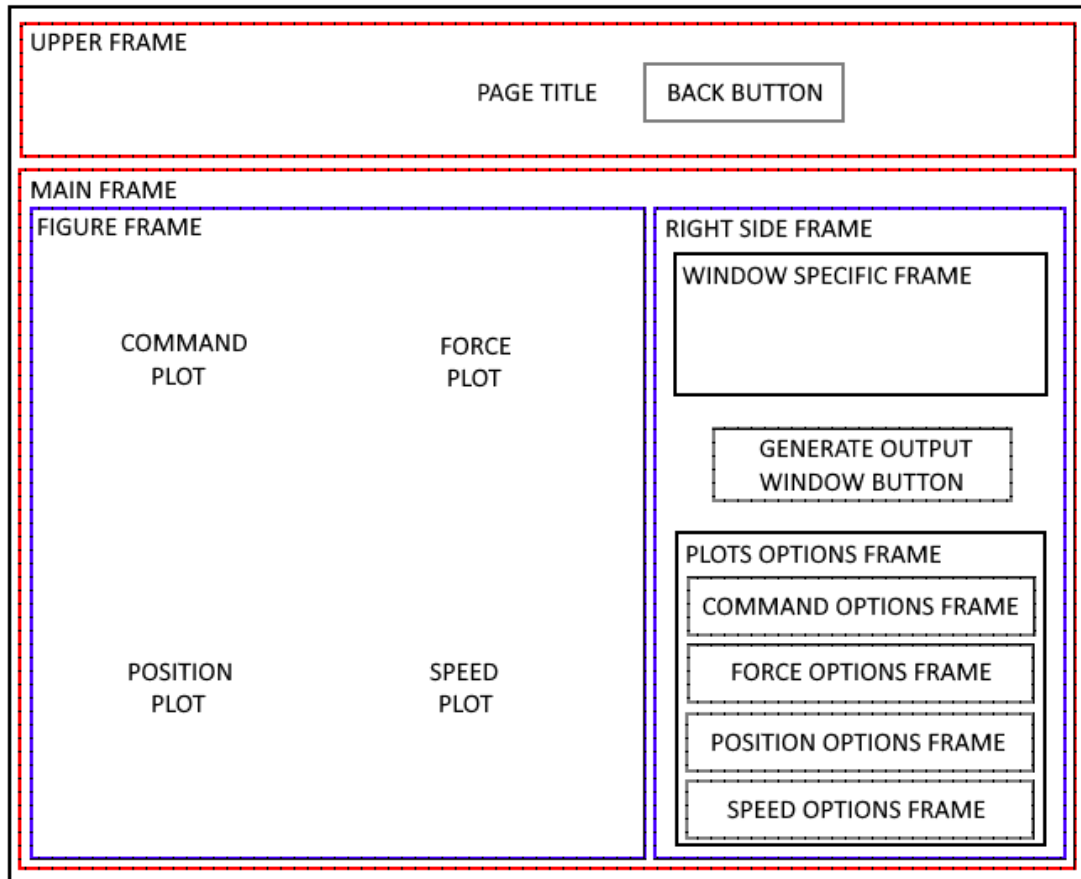 UPPER FRAME
PAGE TITLE
BACK BUTTON
MAIN FRAME
FIGURE FRAME
COMMAND
PLOT
FORCE
PLOT
POSITION
PLOT
SPEED
PLOT
RIGHT SIDE FRAME
WINDOW SPECIFIC FRAME
GENERATE OUTPUT
WINDOW BUTTON
PLOTS OPTIONS FRAME
COMMAND OPTIONS FRAME
FORCE OPTIONS FRAME
POSITION OPTIONS FRAME
SPEED OPTIONS FRAME